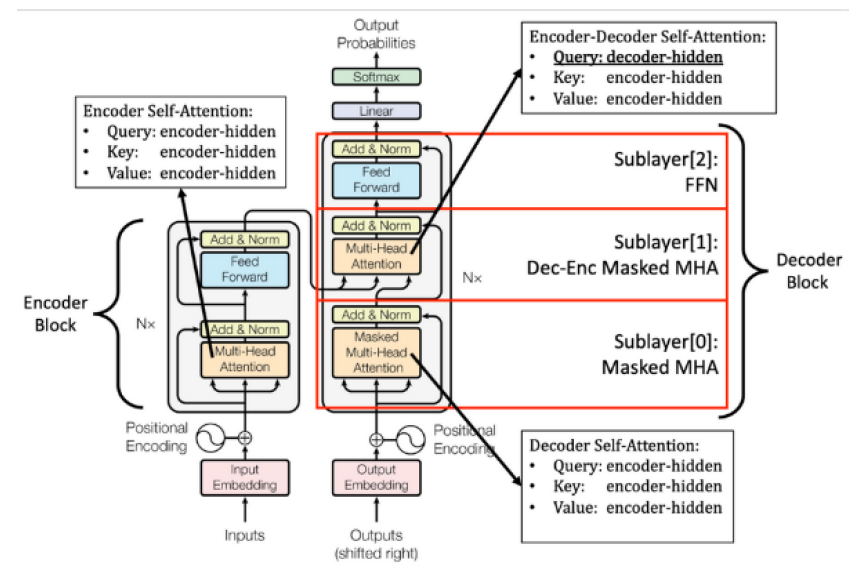 Output
Probabilities
Softmax
Linear
Encoder-Decoder Self-Attention:
• Query: decoder-hidden
• Key: encoder-hidden
• Value: encoder-hidden
Encoder Self-Attention:
• Query: encoder-hidden
• Key: encoder-hidden
• Value: encoder-hidden
Add & Norm
Feed
Forward
Sublayer[2]:
FFN
Add & Norm
Multi-Head
Attention
Sublayer[1]:
Dec-Enc Masked MHA
N×
Decoder
Block
Add & Norm
Feed
Forward
Encoder
Block
N×
Add & Norm
Multi-Head
Attention
Add & Norm
Masked
Multi-Head
Attention
Sublayer[0]:
Masked MHA
Positional
Encoding
Positional
Encoding
Input
Embedding
Output
Embedding
Inputs
Outputs
(shifted right)
Decoder Self-Attention:
• Query: encoder-hidden
• Key: encoder-hidden
• Value: encoder-hidden